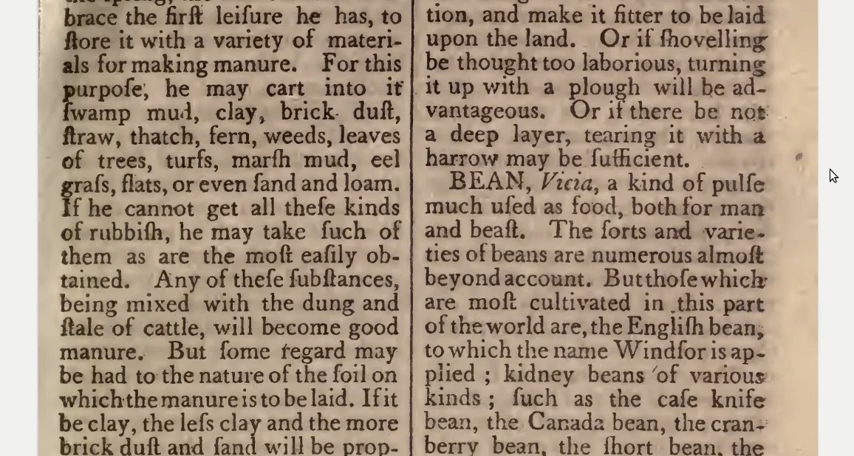 brace the firſt leiſure he has, to
ſtore it with a variety of materi-
als for making manure. For this
purpoſe, he may cart into it
ſwamp mud, clay, brick duſt,
ſtraw, thatch, fern, weeds, leaves
of trees, turfs, marſh mud, eel
graſs, flats, or even ſand and loam.
If he cannot get all theſe kinds
of rubbiſh, he may take ſuch of
them as are the moſt eaſily ob-
tained. Any of theſe ſubſtances,
being mixed with the dung and
ſtale of cattle, will become good
manure. But ſome regard may
be had to the nature of the ſoil on
which the manure is to be laid. If it
be clay, the leſs clay and the more
brick duſt and ſand will be prop-
tion, and make it fitter to be laid
upon the land. Or if ſhovelling
be thought too laborious, turning
it up with a plough will be ad-
vantageous. Or if there be not
a deep layer, tearing it with a
harrow may be ſufficient.
BEAN, Vicia, a kind of pulſe
much uſed as food, both for man
and beaſt. The ſorts and varie-
ties of beans are numerous almoſt
beyond account. But thoſe which
are moſt cultivated in this part
of the world are, the Engliſh bean,
to which the name Windſor is ap-
plied ; kidney beans of various
kinds ; ſuch as the caſe knife
bean, the Canada bean, the cran-
berry bean, the ſhort bean, the